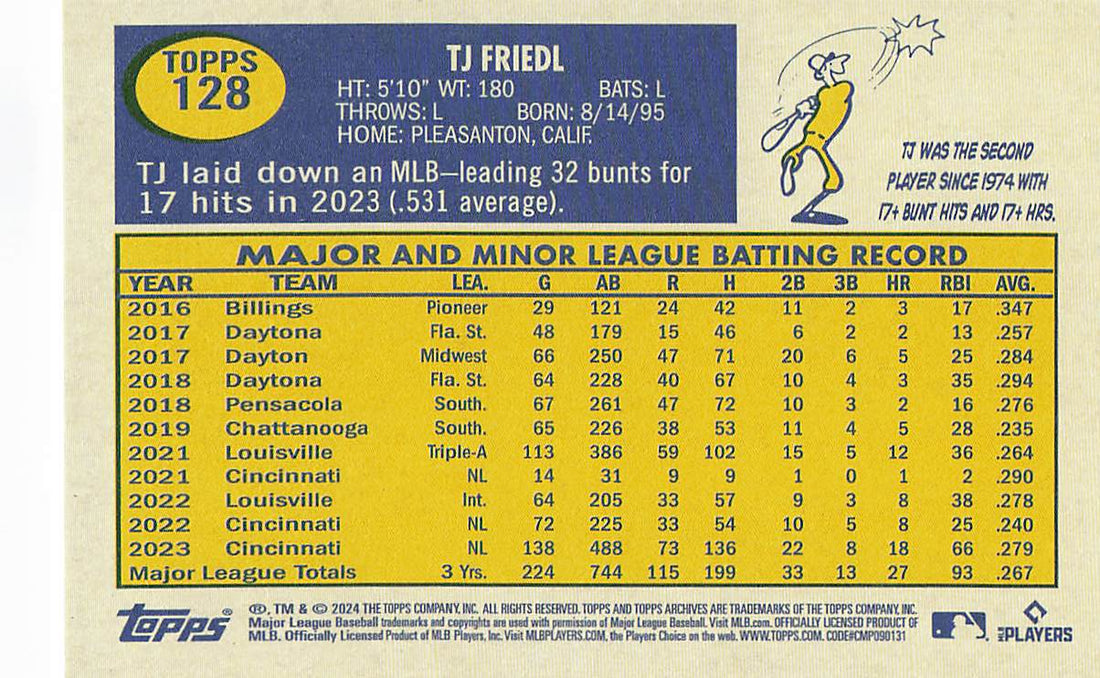 TOPPS
128
TJ FRIEDL
HT: 5'10" WT: 180 BATS: L
THROWS: L BORN: 8/14/95
HOME: PLEASANTON, CALIF.
TJ laid down an MLB–leading 32 bunts for
17 hits in 2023 (.531 average).
TJ WAS THE SECOND
PLAYER SINCE 1974 WITH
17+ BUNT HITS AND 17+ HRS.
MAJOR AND MINOR LEAGUE BATTING RECORD
YEAR TEAM LEA. G AB R H 2B 3B HR RBI AVG.
2016 Billings Pioneer 29 121 24 42 11 2 3 17 .347
2017 Daytona Fla. St. 48 179 15 46 6 2 2 13 .257
2017 Dayton Midwest 66 250 47 71 20 6 5 25 .284
2018 Daytona Fla. St. 64 228 40 67 10 4 3 35 .294
2018 Pensacola South. 67 261 47 72 10 3 2 16 .276
2019 Chattanooga South. 65 226 38 53 11 4 5 28 .235
2021 Louisville Triple-A 113 386 59 102 15 5 12 36 .264
2021 Cincinnati NL 14 31 9 9 1 0 1 2 .290
2022 Louisville Int. 64 205 33 57 9 3 8 38 .278
2022 Cincinnati NL 72 225 33 54 10 5 8 25 .240
2023 Cincinnati NL 138 488 73 136 22 8 18 66 .279
Major League Totals 3 Yrs. 224 744 115 199 33 13 27 93 .267
Topps®
®, TM & © 2024 THE TOPPS COMPANY, INC. ALL RIGHTS RESERVED. TOPPS AND TOPPS ARCHIVES ARE TRADEMARKS OF THE TOPPS COMPANY, INC.
Major League Baseball trademarks and copyrights are used with permission of Major League Baseball. Visit MLB.com. OFFICIALLY LICENSED PRODUCT OF
MLB. Officially Licensed Product of MLB Players, Inc. Visit MLBPLAYERS.COM, the Players Choice on the web. WWW.TOPPS.COM. CODE#CMP090131
MLB PLAYERS